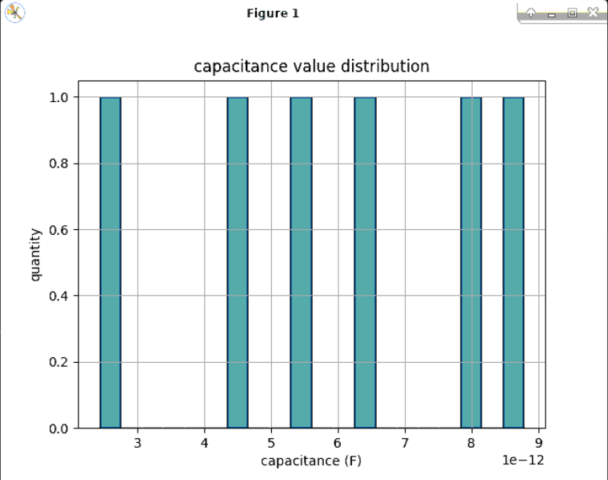 Figure 1
capacitance value distribution
1.0
0.8
0.6
0.4
0.2
0.0
quantity
3 4 5 6 7 8 9
capacitance (F)
1e−12